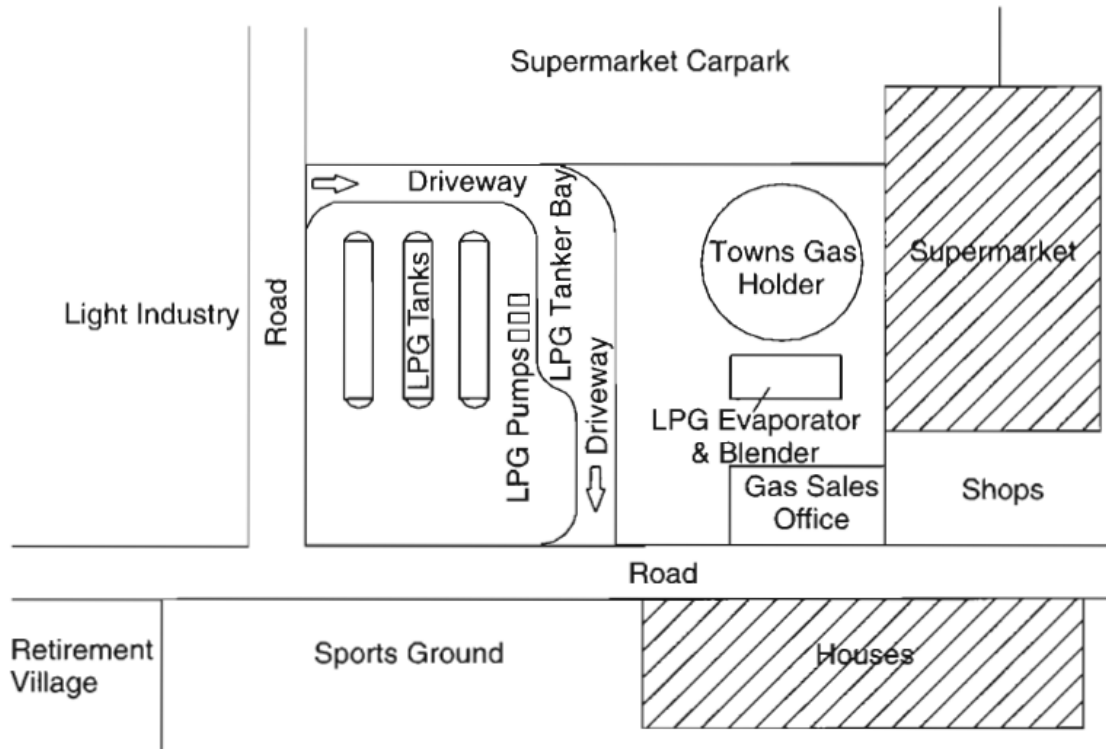 Supermarket Carpark
Driveway
LPG Tanker Bay
Towns Gas
Holder
Supermarket
Light Industry
Road
LPG Tanks
LPG Pumps
Driveway
LPG Evaporator
& Blender
Gas Sales
Office
Shops
Road
Retirement
Village
Sports Ground
Houses